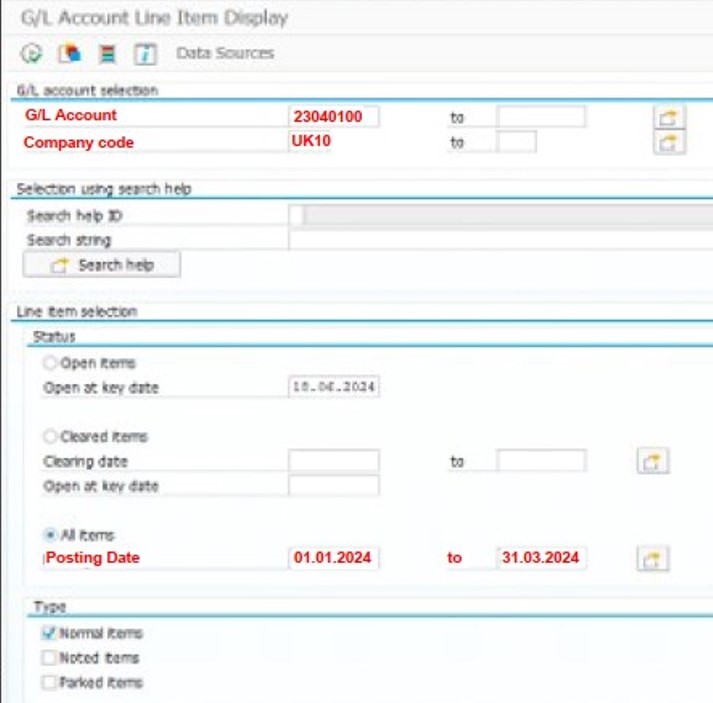 G/L Account Line Item Display
Data Sources
G/L account selection
G/L Account 23040100 to
Company code UK10 to
Selection using search help
Search help ID
Search string
Search help
Line item selection
Status
Open items
Open at key date 18.06.2024
Cleared items
Clearing date to
Open at key date
All items
Posting Date 01.01.2024 to 31.03.2024
Type
Normal items
Noted items
Parked items